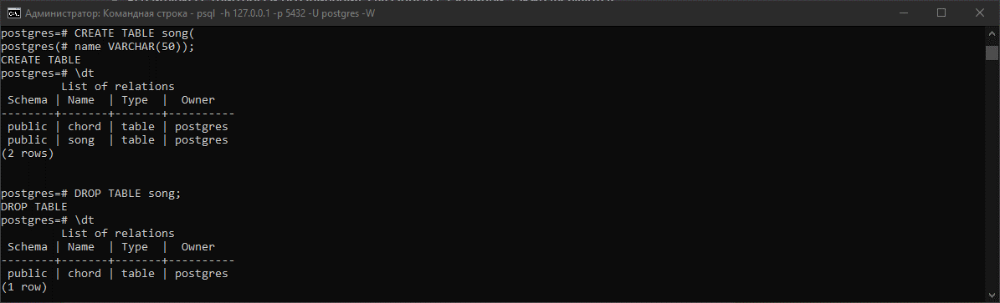 Администратор: Командная строка - psql -h 127.0.0.1 -p 5432 -U postgres -W
postgres=# CREATE TABLE song(
postgres(# name VARCHAR(50));
CREATE TABLE
postgres=# \dt
         List of relations
 Schema | Name  | Type  |  Owner
--------+-------+-------+----------
 public | chord | table | postgres
 public | song  | table | postgres
(2 rows)
postgres=# DROP TABLE song;
DROP TABLE
postgres=# \dt
         List of relations
 Schema | Name  | Type  |  Owner
--------+-------+-------+----------
 public | chord | table | postgres
(1 row)